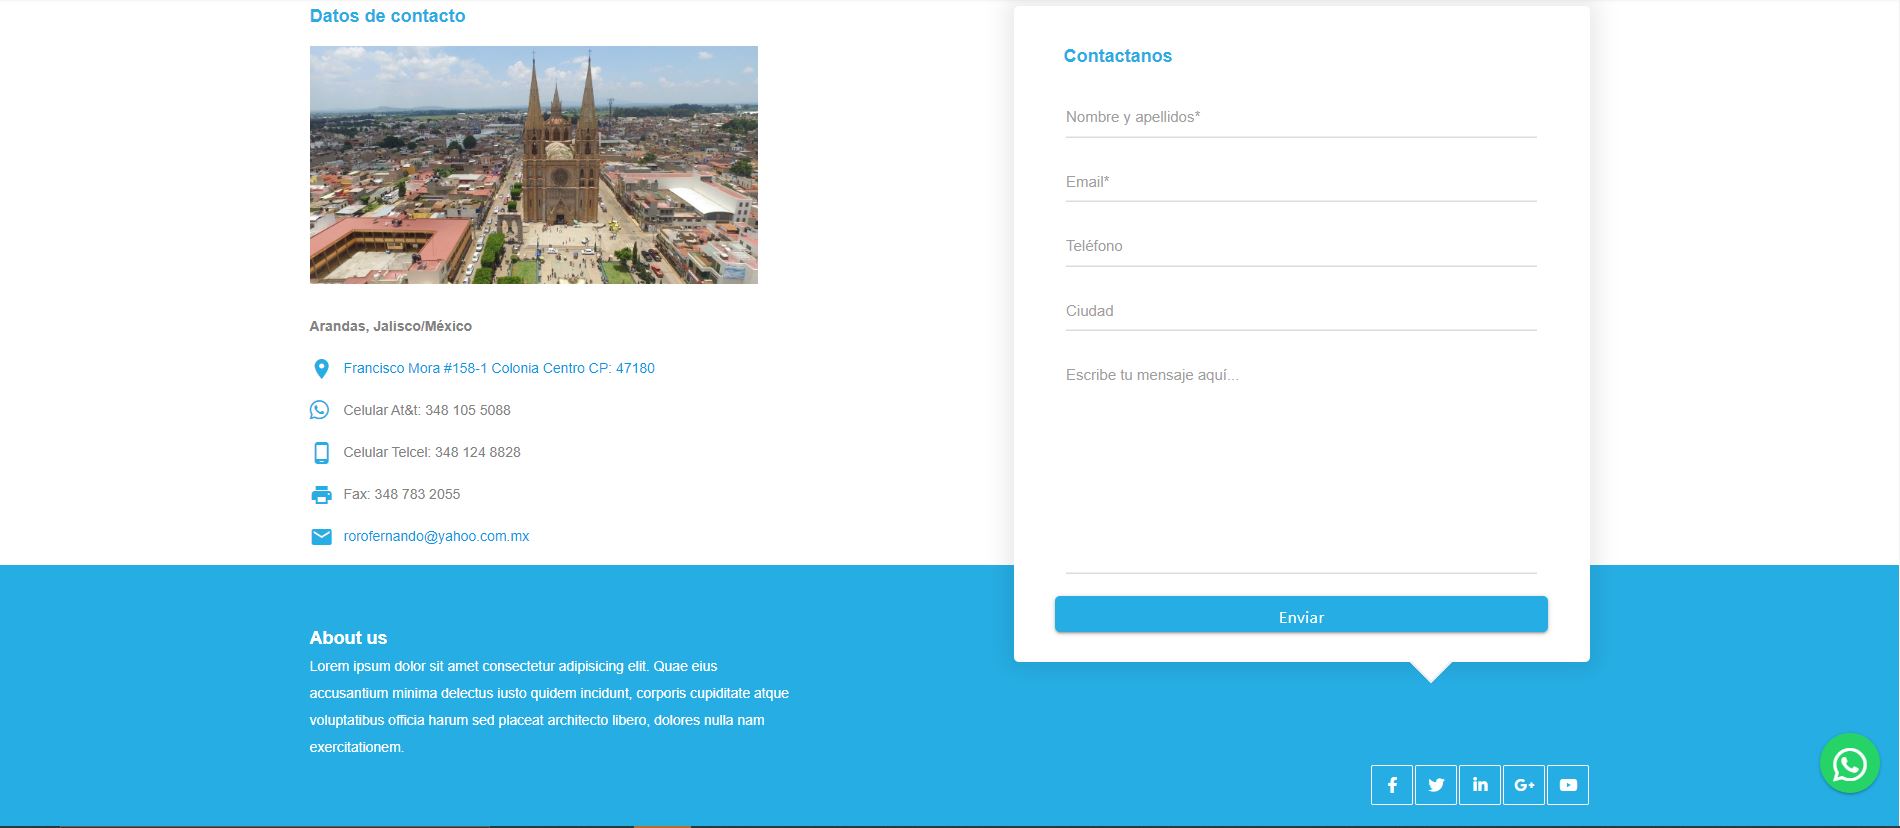 Datos de contacto
Arandas, Jalisco/México
Francisco Mora #158-1 Colonia Centro CP: 47180
Celular At&t: 348 105 5088
Celular Telcel: 348 124 8828
Fax: 348 783 2055
rorofernando@yahoo.com.mx
Contactanos
Nombre y apellidos*
Email*
Teléfono
Ciudad
Escribe tu mensaje aquí...
Enviar
About us
Lorem ipsum dolor sit amet consectetur adipisicing elit. Quae eius
accusantium minima delectus iusto quidem incidunt, corporis cupiditate atque
voluptatibus officia harum sed placeat architecto libero, dolores nulla nam
exercitationem.